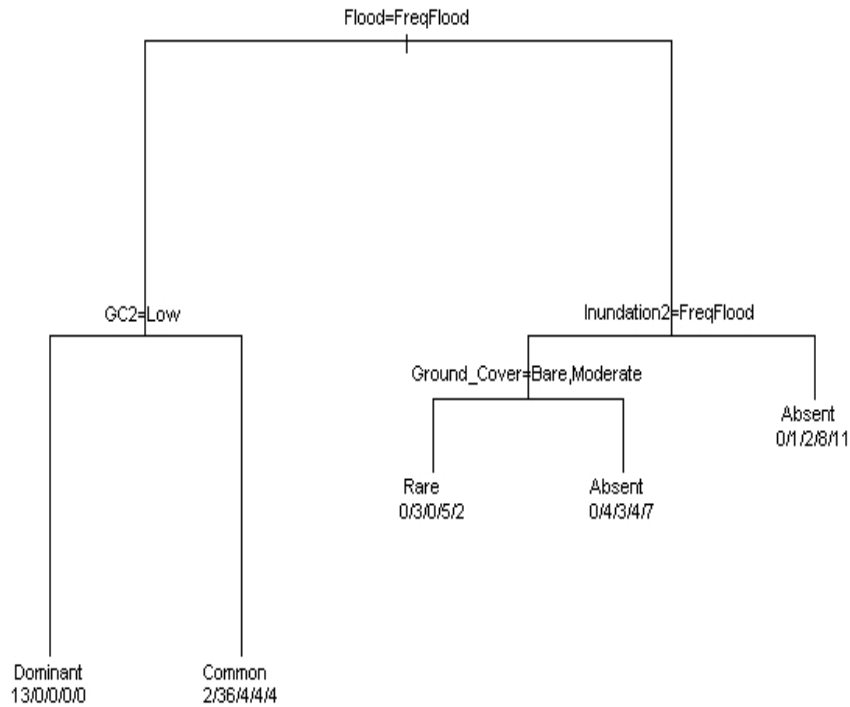 Flood=FreqFlood
GC2=Low
Inundation2=FreqFlood
Ground_Cover=Bare,Moderate
Absent
0/1/2/8/11
Rare
0/3/0/5/2
Absent
0/4/3/4/7
Dominant
13/0/0/0/0
Common
2/36/4/4/4